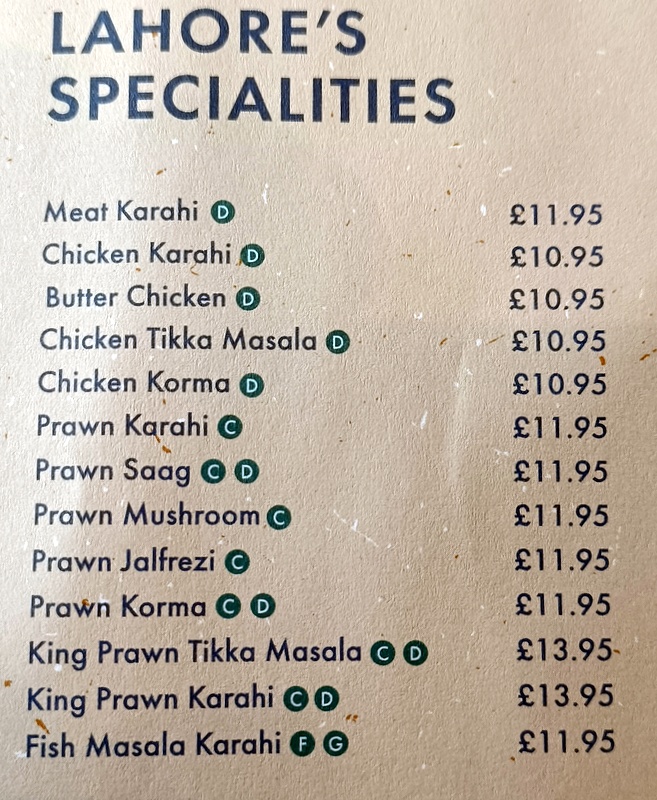 LAHORE'S
SPECIALITIES
Meat Karahi D £11.95
Chicken Karahi D £10.95
Butter Chicken D £10.95
Chicken Tikka Masala D £10.95
Chicken Korma D £10.95
Prawn Karahi C £11.95
Prawn Saag C D £11.95
Prawn Mushroom C £11.95
Prawn Jalfrezi C £11.95
Prawn Korma C D £11.95
King Prawn Tikka Masala C D £13.95
King Prawn Karahi C D £13.95
Fish Masala Karahi F G £11.95